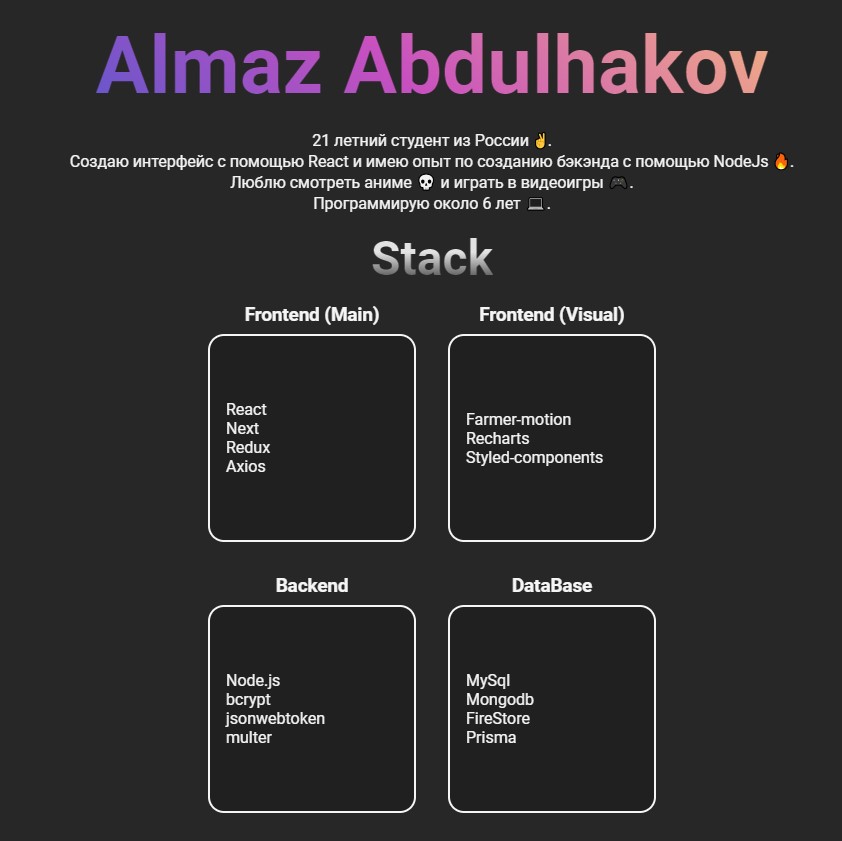 Almaz Abdulhakov
21 летний студент из России ✌.
Создаю интерфейс с помощью React и имею опыт по созданию бэкэнда с помощью NodeJs 🔥.
Люблю смотреть аниме 💀 и играть в видеоигры 🎮.
Программирую около 6 лет 💻.
Stack
Frontend (Main)
React
Next
Redux
Axios
Frontend (Visual)
Farmer-motion
Recharts
Styled-components
Backend
Node.js
bcrypt
jsonwebtoken
multer
DataBase
MySql
Mongodb
FireStore
Prisma